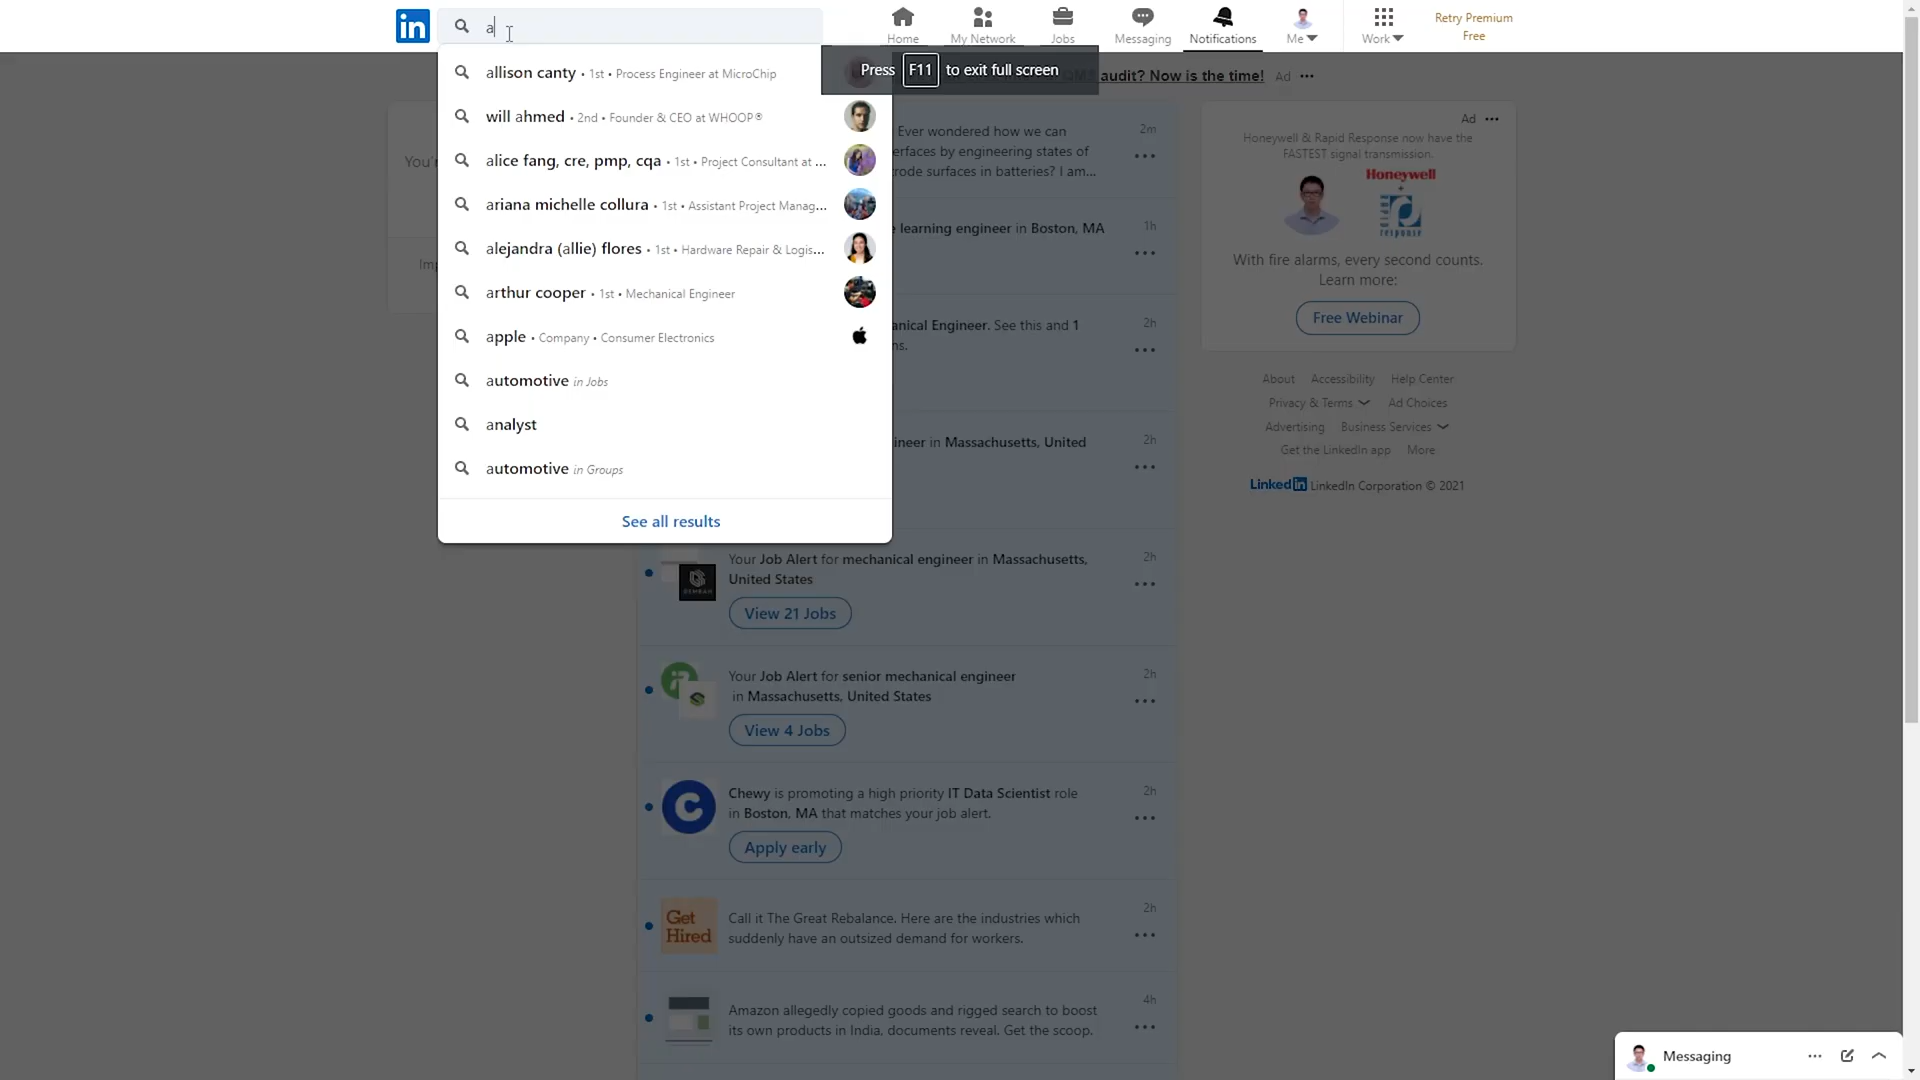 in
a
Home
My Network
Jobs
Messaging
Notifications
Me
Work
Retry Premium
Free
Press F11 to exit full screen
audit? Now is the time! Ad
allison canty • 1st • Process Engineer at MicroChip
will ahmed • 2nd • Founder & CEO at WHOOP®
alice fang, cre, pmp, cqa • 1st • Project Consultant at ...
ariana michelle collura • 1st • Assistant Project Manag...
alejandra (allie) flores • 1st • Hardware Repair & Logis...
arthur cooper • 1st • Mechanical Engineer
apple • Company • Consumer Electronics
automotive in Jobs
analyst
automotive in Groups
See all results
Ever wondered how we can
erfaces by engineering states of
rode surfaces in batteries? I am...
2m
learning engineer in Boston, MA
1h
anical Engineer. See this and 1
ns.
2h
ineer in Massachusetts, United
2h
Your Job Alert for mechanical engineer in Massachusetts,
United States
2h
View 21 Jobs
Your Job Alert for senior mechanical engineer
in Massachusetts, United States
2h
View 4 Jobs
C
Chewy is promoting a high priority IT Data Scientist role
in Boston, MA that matches your job alert.
2h
Apply early
Get
Hired
Call it The Great Rebalance. Here are the industries which
suddenly have an outsized demand for workers.
2h
Amazon allegedly copied goods and rigged search to boost
its own products in India, documents reveal. Get the scoop.
4h
Ad
Honeywell & Rapid Response now have the
FASTEST signal transmission.
Honeywell
+
response
With fire alarms, every second counts.
Learn more:
Free Webinar
About Accessibility Help Center
Privacy & Terms Ad Choices
Advertising Business Services
Get the LinkedIn app More
LinkedIn LinkedIn Corporation © 2021
Messaging